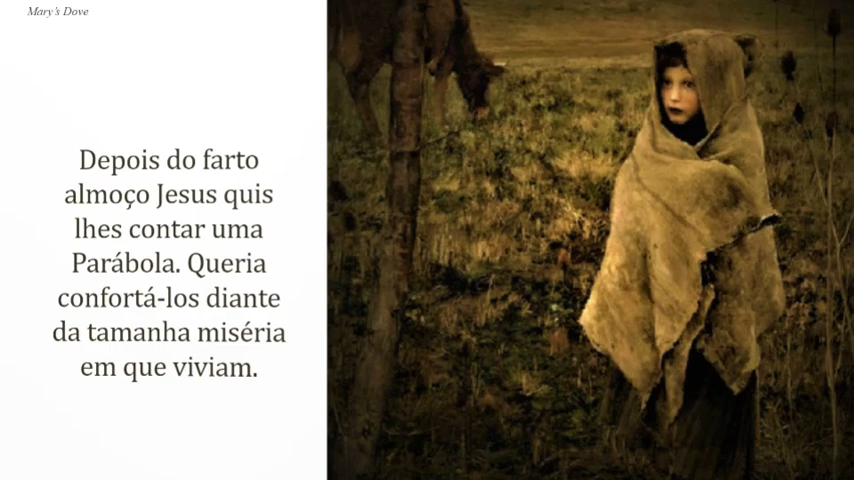 Mary's Dove
Depois do farto
almoço Jesus quis
lhes contar uma
Parábola. Queria
confortá-los diante
da tamanha miséria
em que viviam.